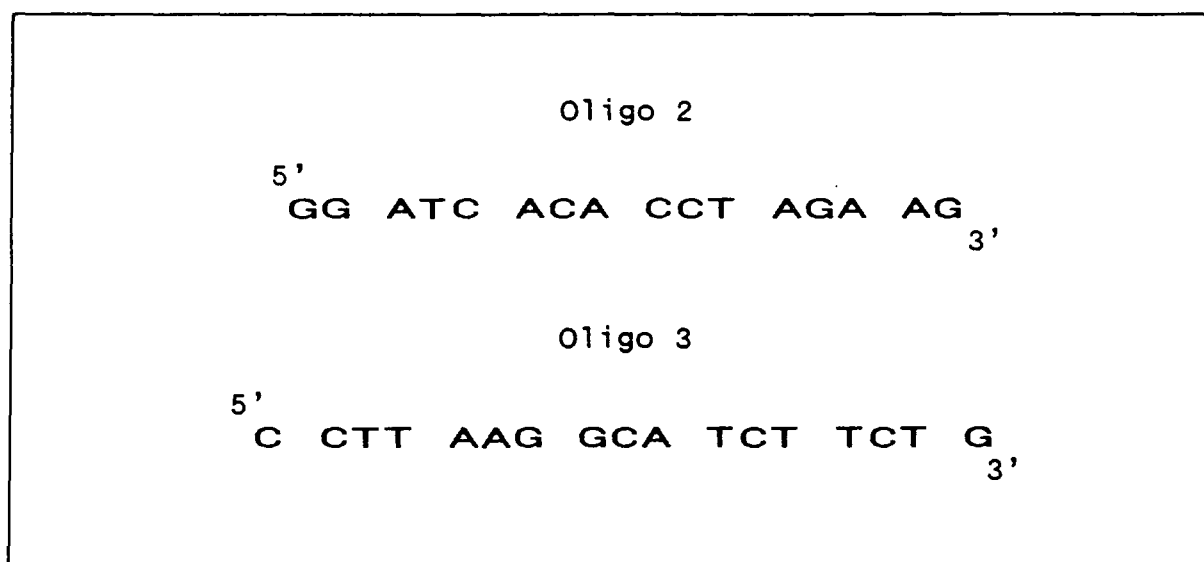 Oligo 2
5'
GG ATC ACA CCT AGA AG
3'
Oligo 3
5'
C CTT AAG GCA TCT TCT G
3'